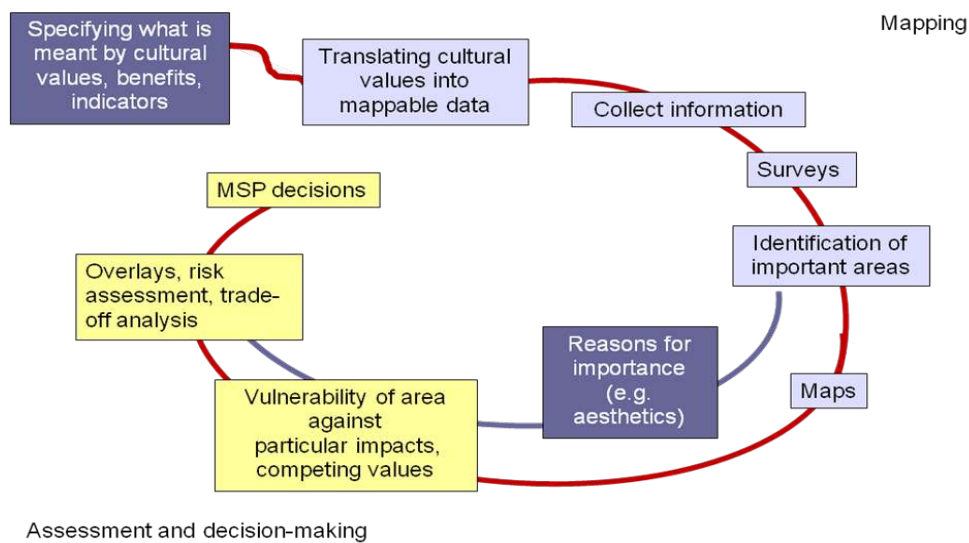 Specifying what is
meant by cultural
values, benefits,
indicators
Mapping
Translating cultural
values into
mappable data
Collect information
Surveys
MSP decisions
Identification of
important areas
Overlays, risk
assessment, trade-
off analysis
Reasons for
importance
(e.g.
aesthetics)
Maps
Vulnerability of area
against
particular impacts,
competing values
Assessment and decision-making